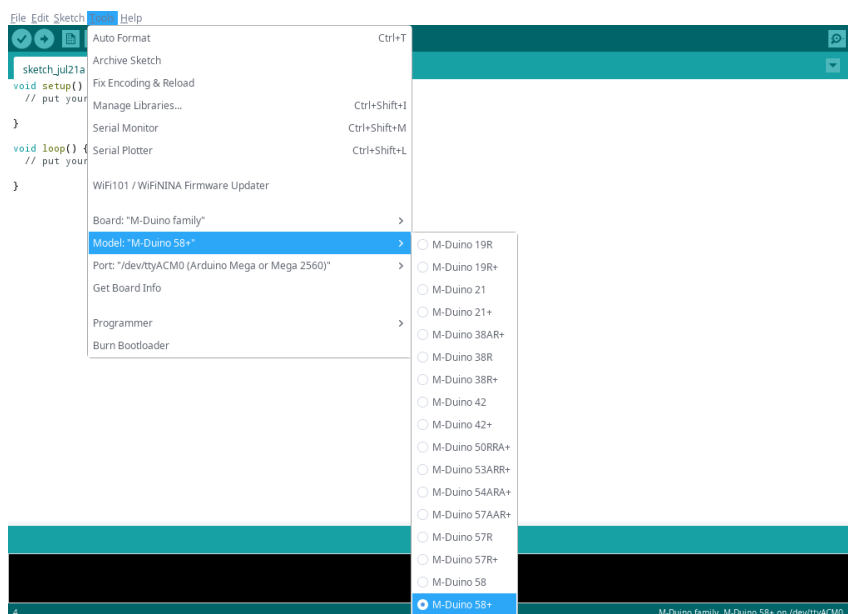 File Edit Sketch Tools Help
Auto Format Ctrl+T
Archive Sketch
Fix Encoding & Reload
Manage Libraries... Ctrl+Shift+I
Serial Monitor Ctrl+Shift+M
Serial Plotter Ctrl+Shift+L
WiFi101 / WiFiNINA Firmware Updater
Board: "M-Duino family"
Model: "M-Duino 58+"
Port: "/dev/ttyACM0 (Arduino Mega or Mega 2560)"
Get Board Info
Programmer
Burn Bootloader
sketch_jul21a
void setup()
// put your
}
void loop() {
// put your
}
M-Duino 19R
M-Duino 19R+
M-Duino 21
M-Duino 21+
M-Duino 38AR+
M-Duino 38R
M-Duino 38R+
M-Duino 42
M-Duino 42+
M-Duino 50RRA+
M-Duino 53ARR+
M-Duino 54ARA+
M-Duino 57AAR+
M-Duino 57R
M-Duino 57R+
M-Duino 58
M-Duino 58+
4 M-Duino family, M-Duino 58+ on /dev/ttyACM0